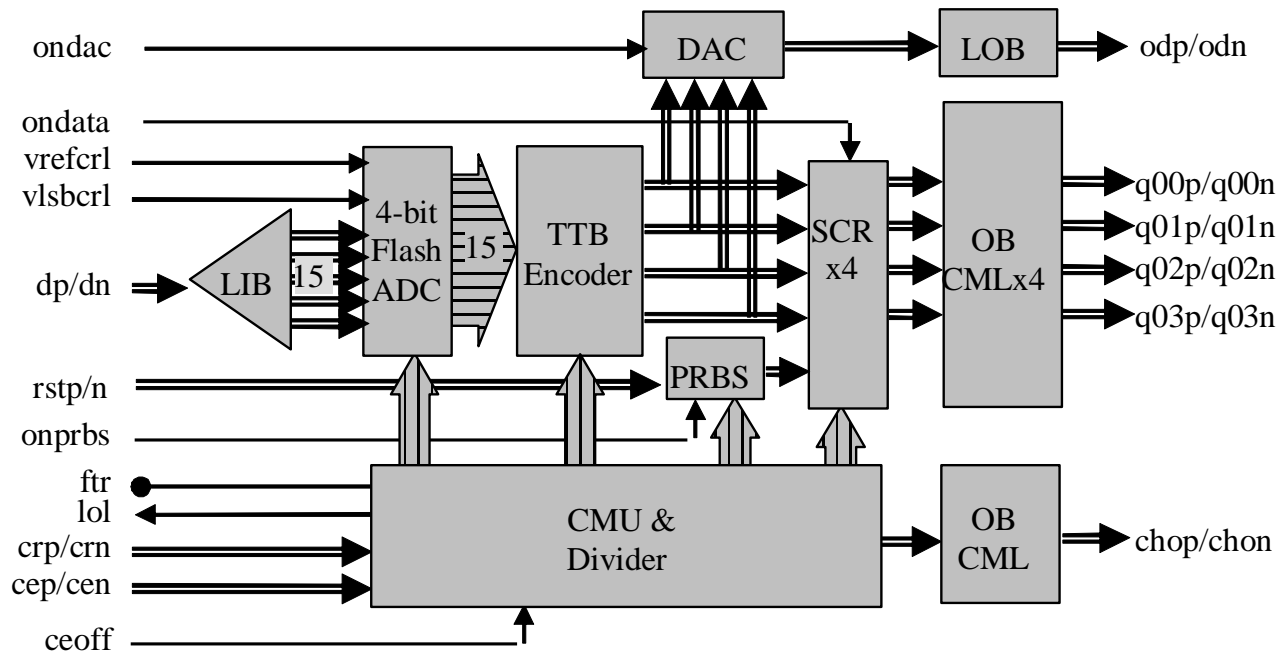 ondac
DAC
LOB
odp/odn
ondata
vrefcrl
vlsbcrl
dp/dn
LIB
15
4-bit
Flash
ADC
15
TTB
Encoder
SCR
x4
OB
CMLx4
q00p/q00n
q01p/q01n
q02p/q02n
q03p/q03n
rstp/n
PRBS
onprbs
ftr
lol
crp/crn
cep/cen
ceoff
CMU &
Divider
OB
CML
chop/chon